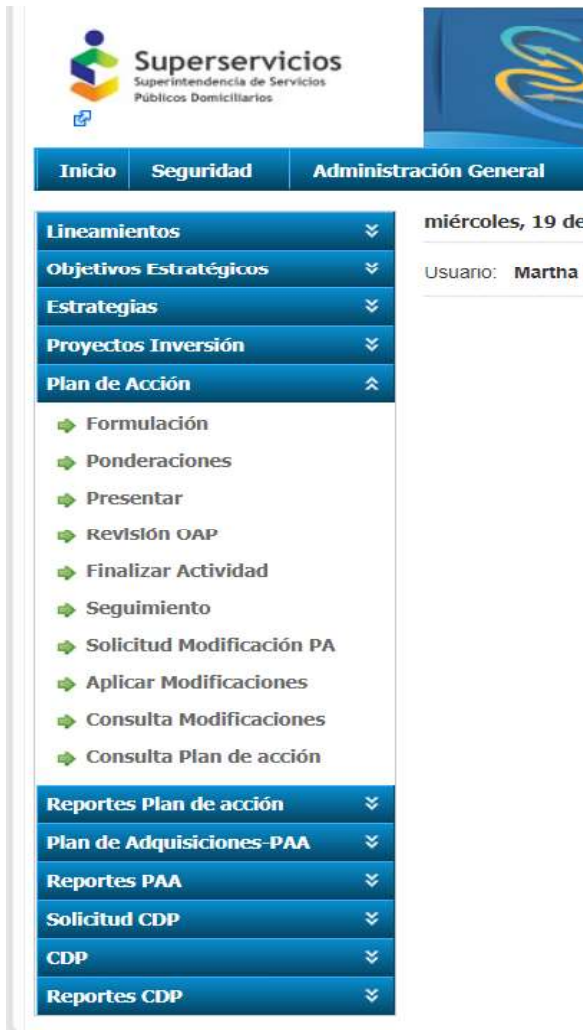 Superservicios
Superintendencia de Servicios
Públicos Domiciliarios
Inicio Seguridad Administración General
miércoles, 19 de
Usuario: Martha
Lineamientos
Objetivos Estratégicos
Estrategias
Proyectos Inversión
Plan de Acción
Formulación
Ponderaciones
Presentar
Revisión OAP
Finalizar Actividad
Seguimiento
Solicitud Modificación PA
Aplicar Modificaciones
Consulta Modificaciones
Consulta Plan de acción
Reportes Plan de acción
Plan de Adquisiciones-PAA
Reportes PAA
Solicitud CDP
CDP
Reportes CDP